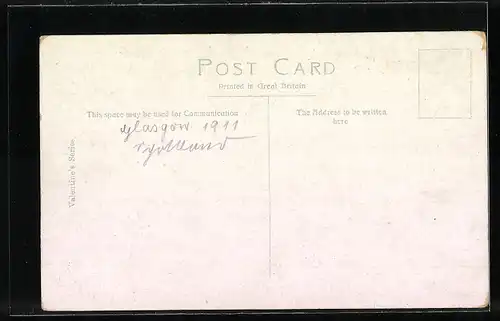 POST CARD
Printed in Great Britain
This space may be used for Communication
The Address to be written
here
Glasgow 1911
Schottland
Valentine's Series